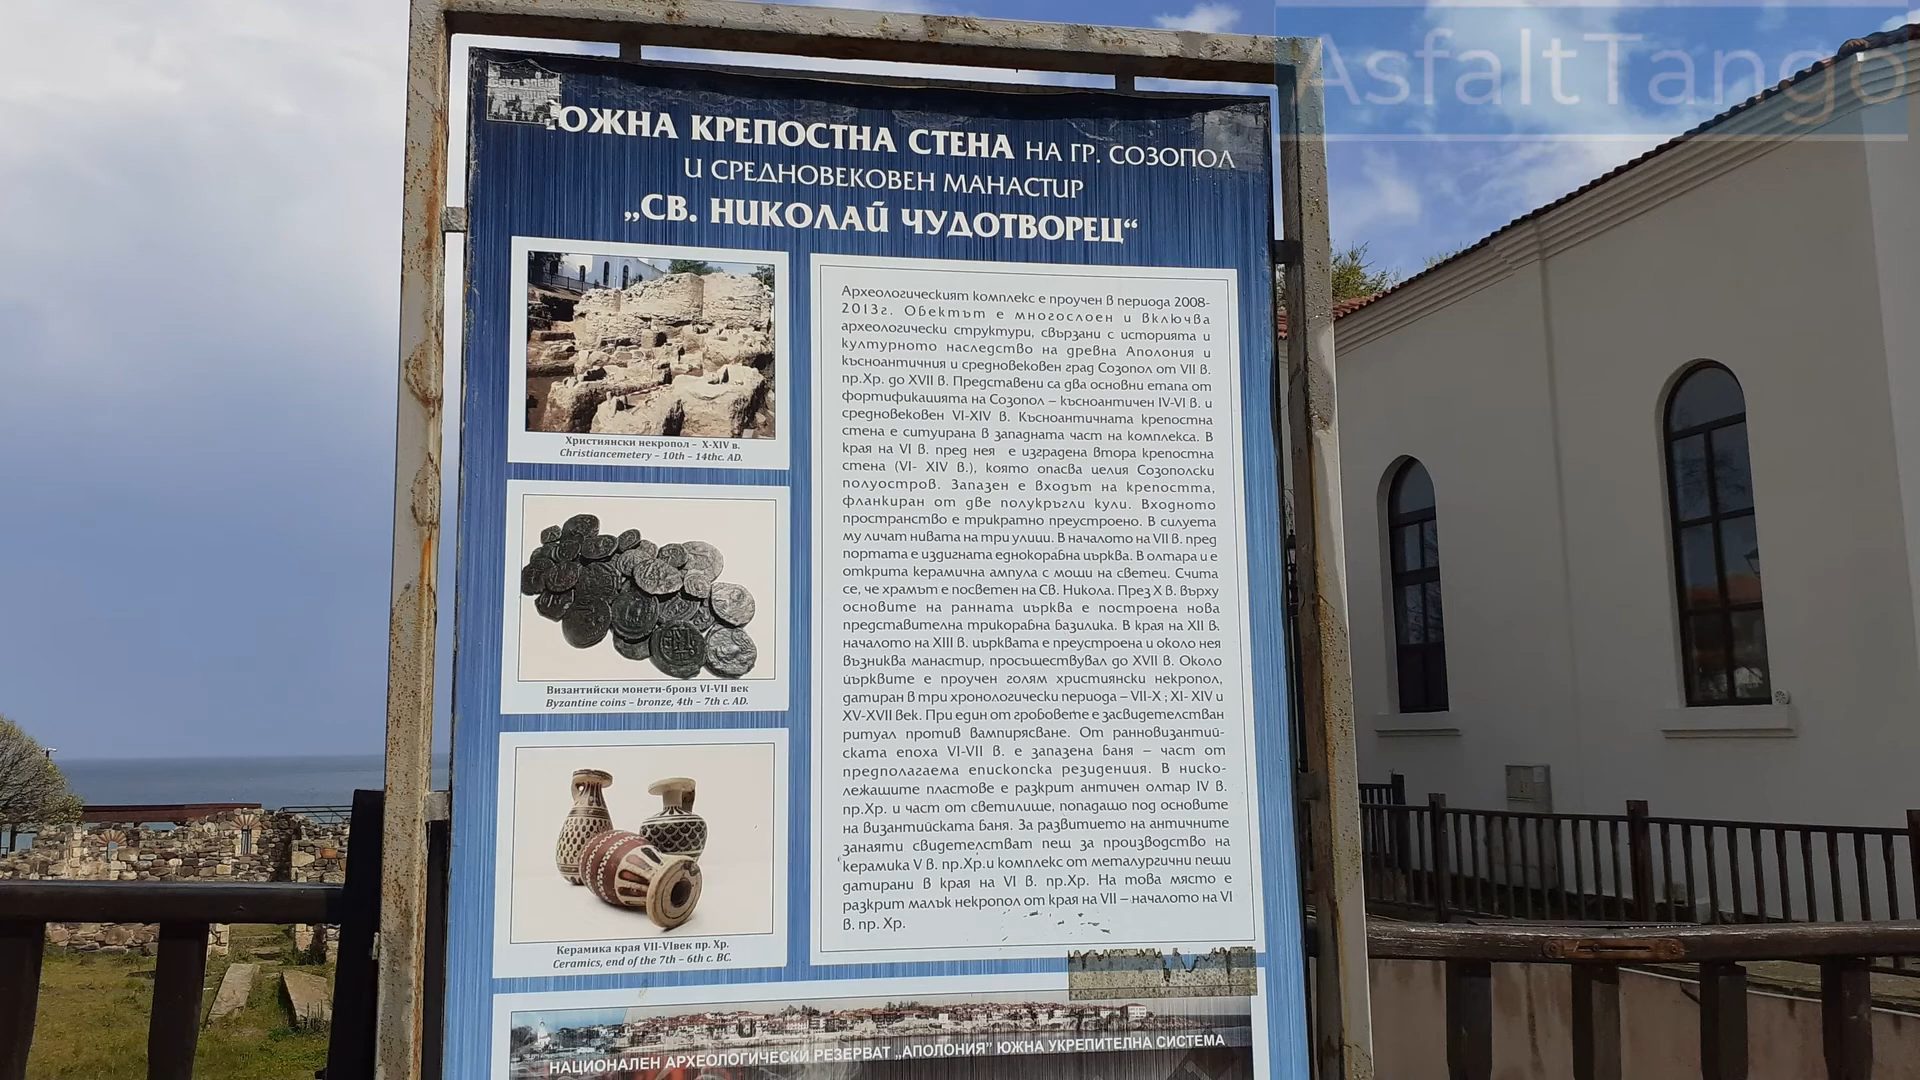 AsfaltTango
ЮЖНА КРЕПОСТНА СТЕНА НА ГР. СОЗОПОЛ
И СРЕДНОВЕКОВЕН МАНАСТИР
„СВ. НИКОЛАЙ ЧУДОТВОРЕЦ“
Християнски некропол – X-XIV в.
Christiancemetery – 10th – 14thc. AD.
Византийски монети-бронз VI-VII век
Byzantine coins – bronze, 4th – 7th c. AD.
Керамика края VII-VIвек пр. Хр.
Ceramics, end of the 7th – 6th c. BC.
Археологическият комплекс е проучен в периода 2008-
2013г. Обектът е многослоен и включва
археологически структури, свързани с историята и
културното наследство на древна Аполония и
късноантичния и средновековен град Созопол от VII в.
пр.Хр. до XVII в. Представени са два основни етапа от
фортификацията на Созопол – късноантичен IV-VI в. и
средновековен VI-XIV в. Късноантичната крепостна
стена е ситуирана в западната част на комплекса. В
края на VI в. пред нея е изградена втора крепостна
стена (VI- XIV в.), която опасва целия Созополски
полуостров. Запазен е входът на крепостта,
фланкиран от две полукръгли кули. Входното
пространство е трикратно преустроено. В силуета
му личат нивата на три улици. В началото на VII в. пред
портата е издигната еднокорабна църква. В олтара и е
открита керамична ампула с мощи на светец. Счита
се, че храмът е посветен на Св. Никола. През X в. върху
основите на ранната църква е построена нова
представителна трикорабна базилика. В края на XII в.
началото на XIII в. църквата е преустроена и около нея
възниква манастир, просъществувал до XVII в. Около
църквите е проучен голям християнски некропол,
датиран в три хронологически периода – VII-X ; XI- XIV и
XV-XVII век. При един от гробовете е засвидетелстван
ритуал против вампирясване. От ранновизантий-
ската епоха VI-VII в. е запазена баня – част от
предполагаема епископска резиденция. В ниско-
лежащите пластове е разкрит античен олтар IV в.
пр.Хр. и част от светилище, попадащо под основите
на византийската баня. За развитието на античните
занаяти свидетелстват пещ за производство на
керамика V в. пр.Хр.и комплекс от металургични пещи
датирани в края на VI в. пр.Хр. На това място е
разкрит малък некропол от края на VII – началото на VI
в. пр. Хр.
НАЦИОНАЛЕН АРХЕОЛОГИЧЕСКИ РЕЗЕРВАТ „АПОЛОНИЯ“ ЮЖНА УКРЕПИТЕЛНА СИСТЕМА